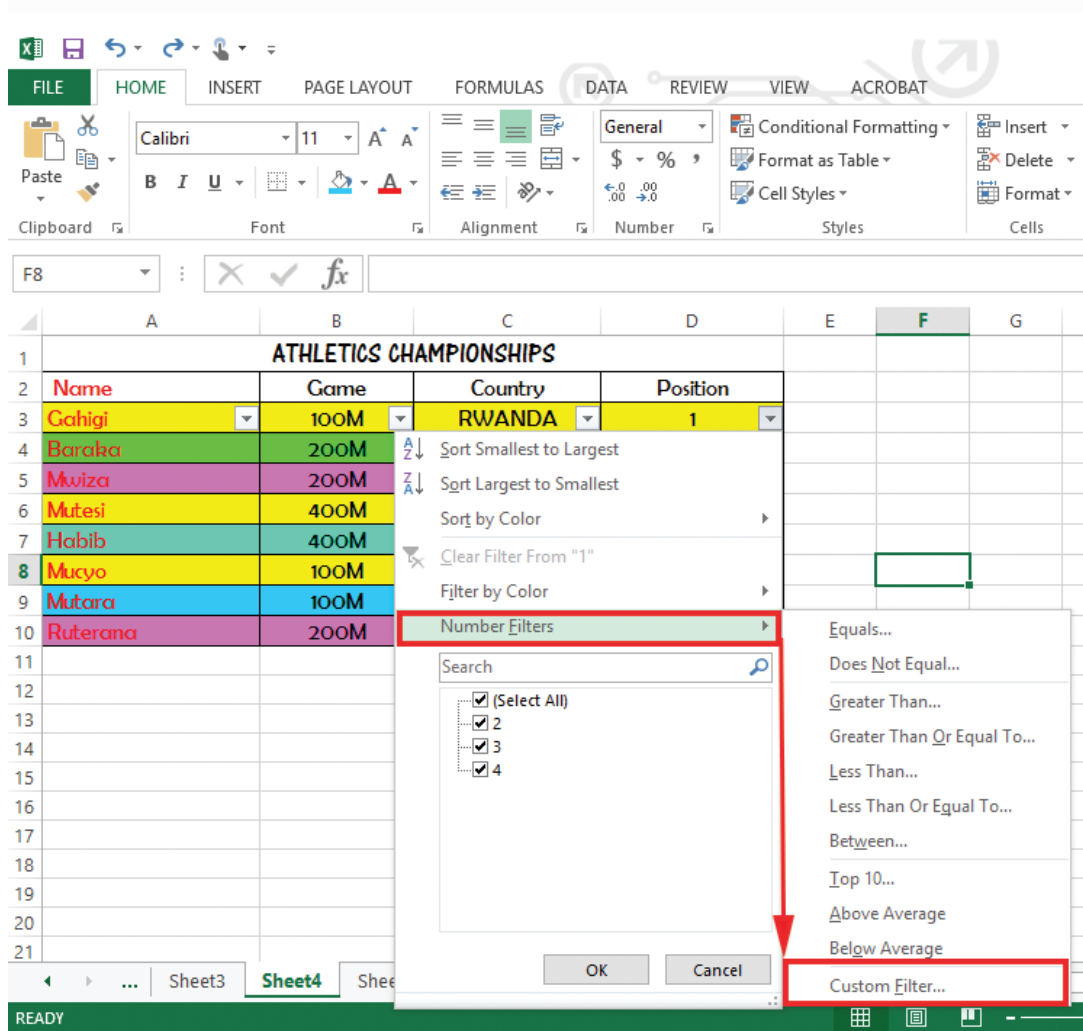 FILE HOME INSERT PAGE LAYOUT FORMULAS DATA REVIEW VIEW ACROBAT
Calibri 11 General Conditional Formatting Insert
Paste $ % , Format as Table Delete
B I U A Cell Styles Format
Clipboard Font Alignment Number Styles Cells
F8 fx
A B C D E F G
1 ATHLETICS CHAMPIONSHIPS
2 Name Game Country Position
3 Gahigi 100M RWANDA 1
4 Baraka 200M
5 Mwiza 200M
6 Mutesi 400M
7 Habib 400M
8 Mucyo 100M
9 Mutara 100M
10 Ruterana 200M
11
12
13
14
15
16
17
18
19
20
21
Sort Smallest to Largest
Sort Largest to Smallest
Sort by Color
Clear Filter From "1"
Filter by Color
Number Filters
Search
(Select All)
2
3
4
OK Cancel
Equals...
Does Not Equal...
Greater Than...
Greater Than Or Equal To...
Less Than...
Less Than Or Equal To...
Between...
Top 10...
Above Average
Below Average
Custom Filter...
... Sheet3 Sheet4 Shee
READY